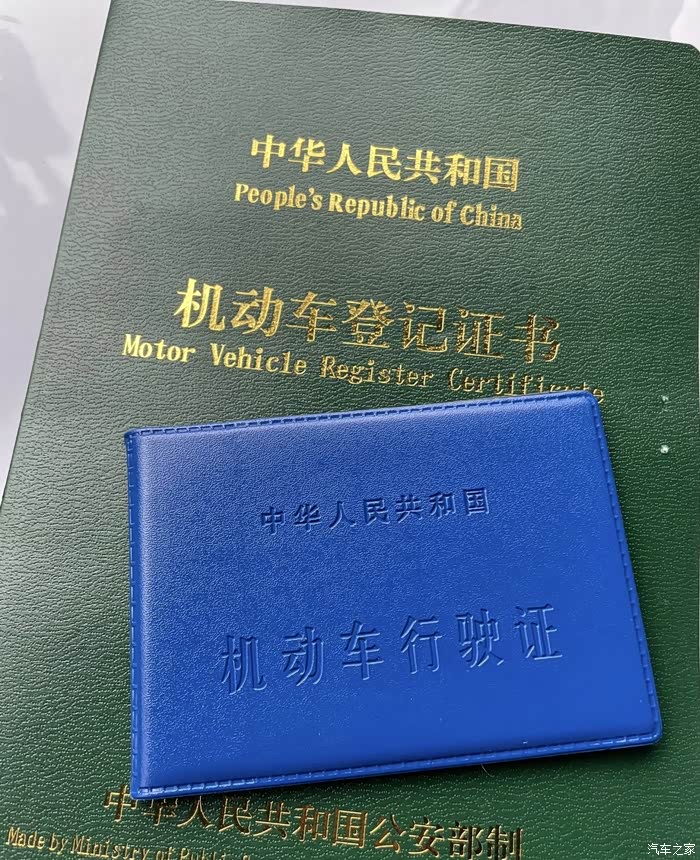 中华人民共和国
People's Republic of China
机动车登记证书
Motor Vehicle Register Certificate
中华人民共和国
机动车行驶证
中华人民共和国公安部制
Made by Ministry of Public
汽车之家